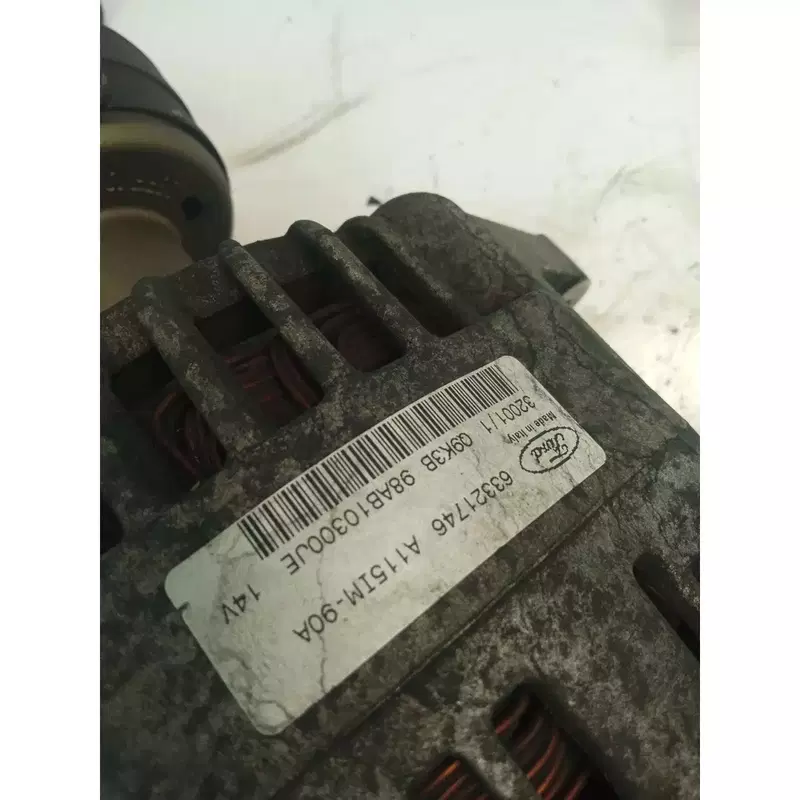 Ford
Made in Italy
63321746 A115IM-90A
14V
09K3B 98AB10300JE
32001/1